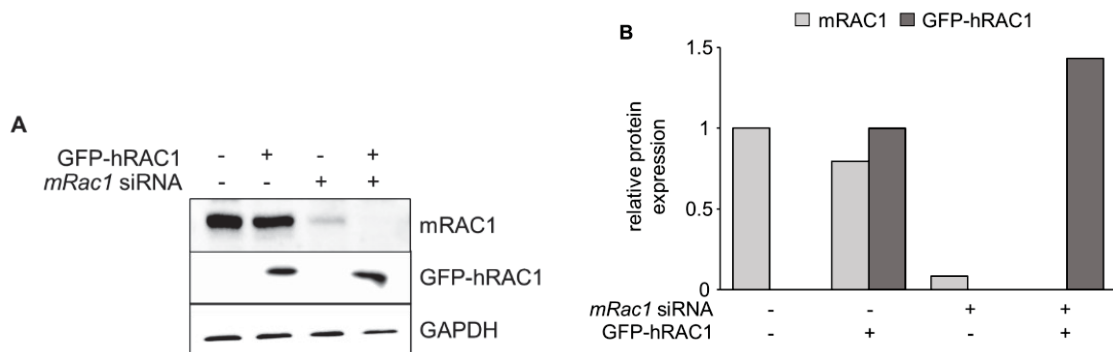 A
GFP-hRAC1 - + - +
mRac1 siRNA - - + +
mRAC1
GFP-hRAC1
GAPDH
B
mRAC1 GFP-hRAC1
relative protein
expression
1.5
1
0.5
0
mRac1 siRNA - - + +
GFP-hRAC1 - + - +